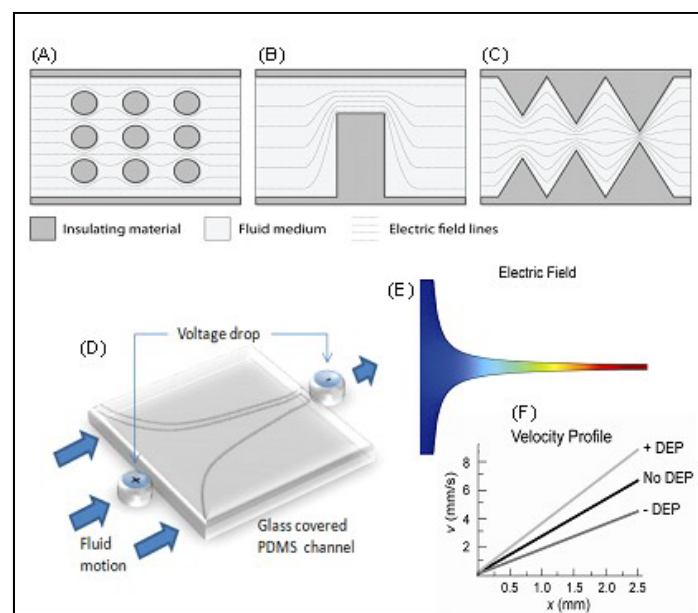 (A)
(B)
(C)
Insulating material
Fluid medium
Electric field lines
(D)
Voltage drop
-
+
Fluid
motion
Glass covered
PDMS channel
(E)
Electric Field
(F)
Velocity Profile
v (mm/s)
8
6
4
2
+ DEP
No DEP
- DEP
0.5 1.0 1.5 2.0 2.5
x (mm)